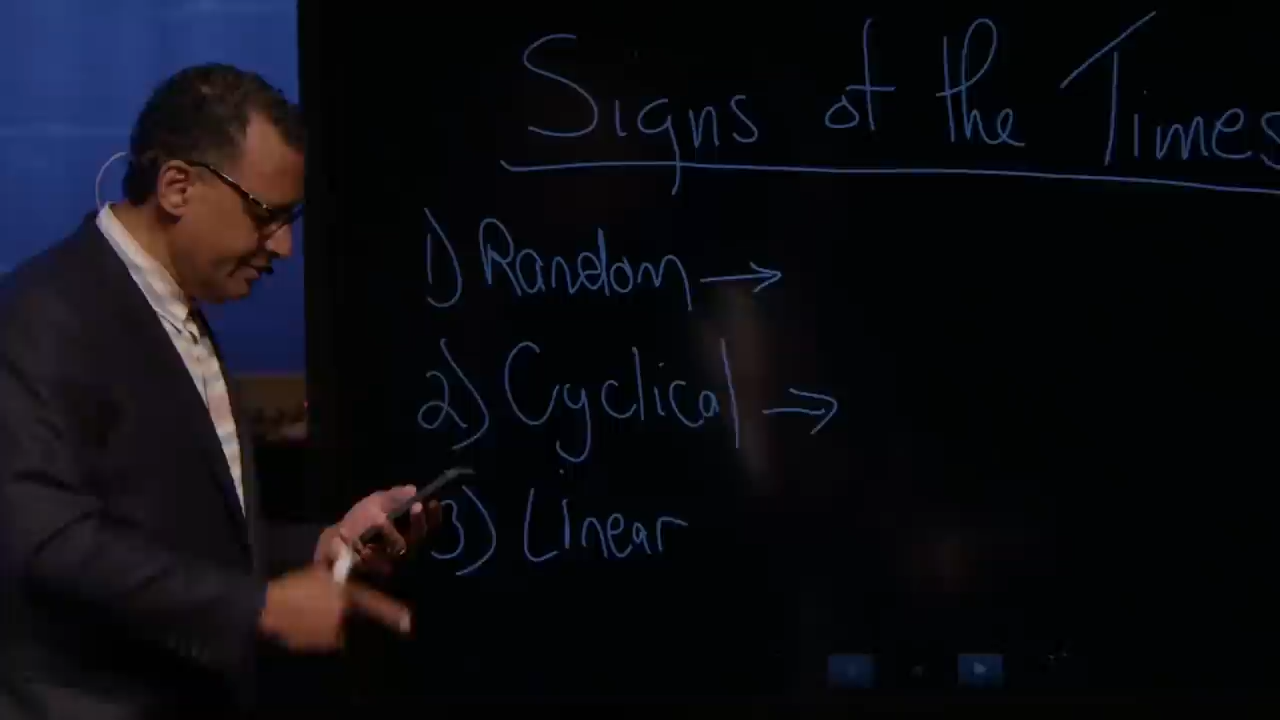 Signs of the Times
1) Random →
2) Cyclical →
3) Linear